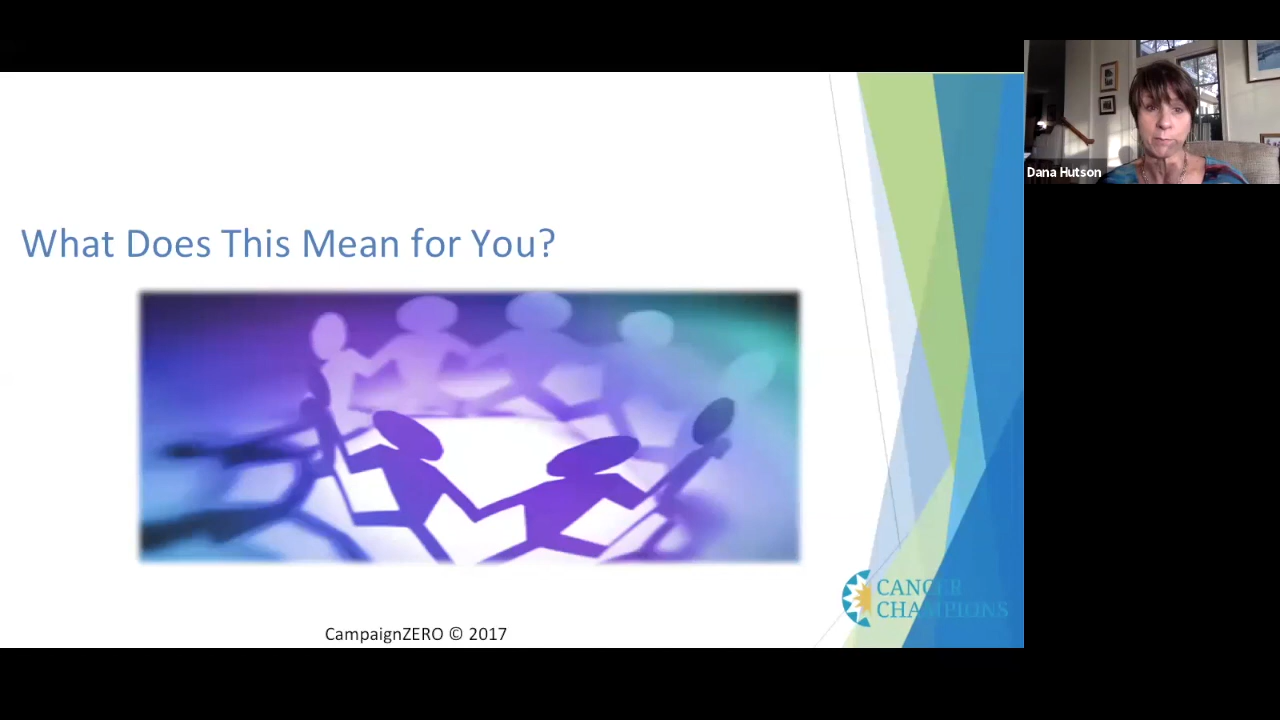 What Does This Mean for You?
Dana Hutson
CANCER
CHAMPIONS
CampaignZERO © 2017